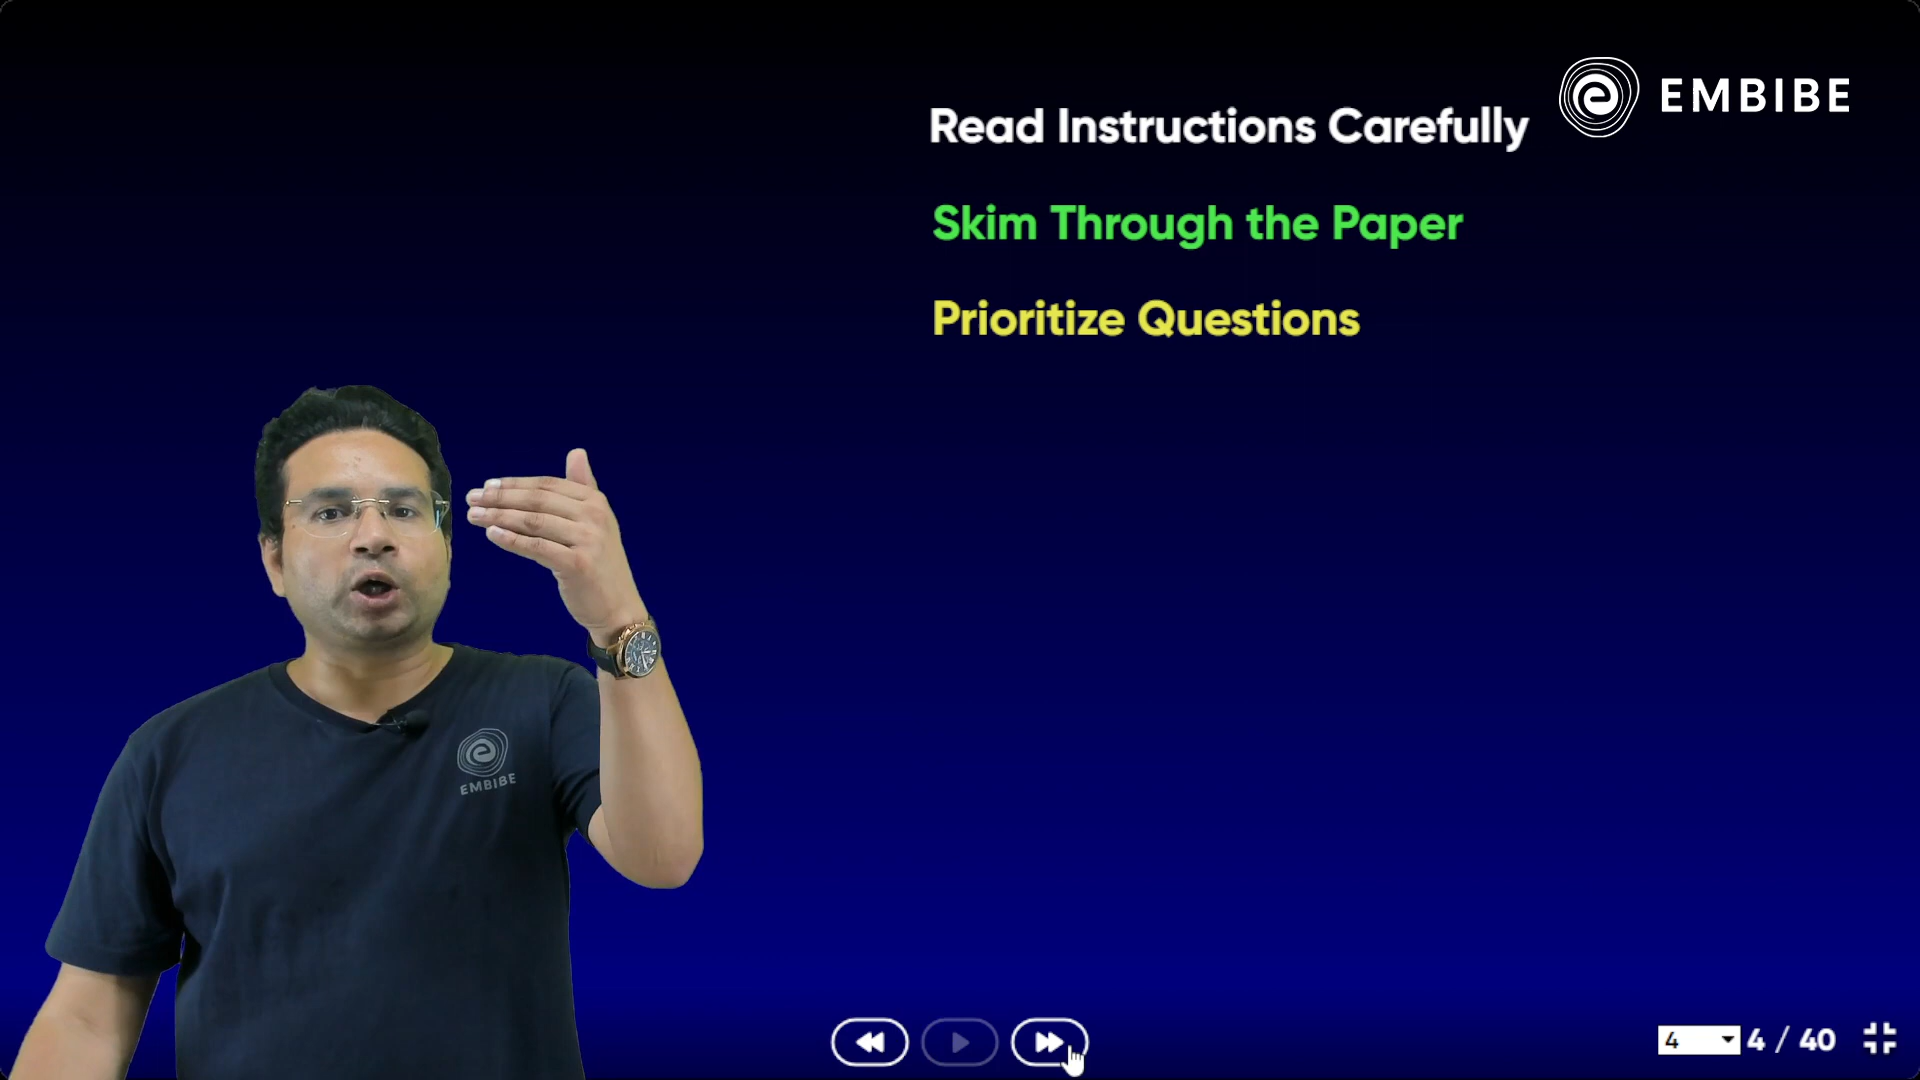 EMBIBE
Read Instructions Carefully
Skim Through the Paper
Prioritize Questions
EMBIBE
4
4 / 40